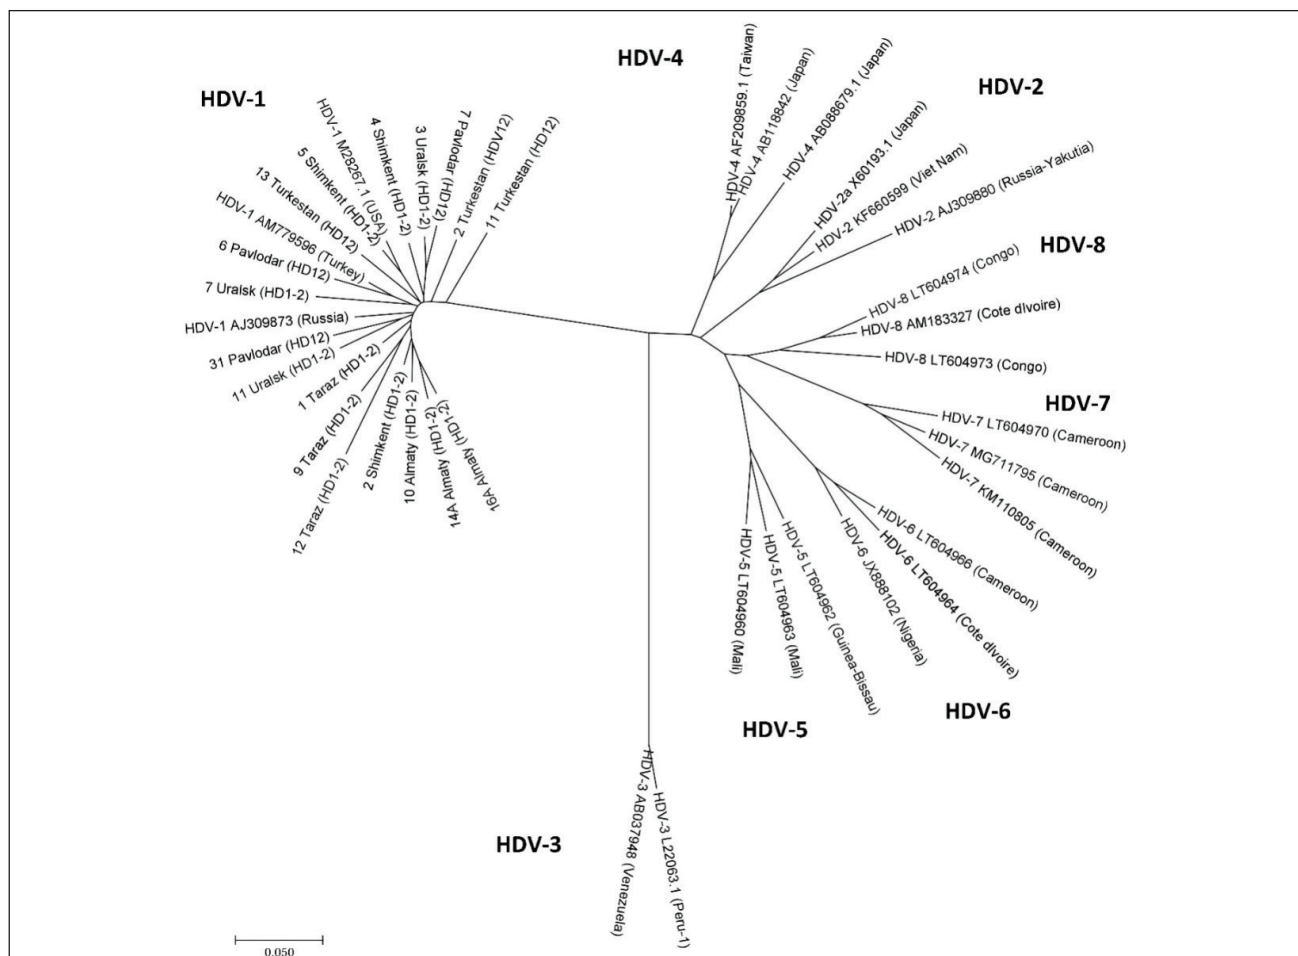 HDV-4
HDV-1
HDV-2
HDV-1 M28267.1 (USA)
4 Shimkent (HD1-2)
3 Uralsk (HD1-2)
7 Pavlodar (HD12)
2 Turkestan (HDV12)
11 Turkestan (HD12)
5 Shimkent (HD1-2)
13 Turkestan (HD12)
HDV-1 AM779596 (Turkey)
6 Pavlodar (HD12)
7 Uralsk (HD1-2)
HDV-1 AJ309873 (Russia)
31 Pavlodar (HD12)
11 Uralsk (HD1-2)
1 Taraz (HD1-2)
9 Taraz (HD1-2)
12 Taraz (HD1-2)
2 Shimkent (HD1-2)
10 Almaty (HD1-2)
14A Almaty (HD1-2)
16A Almaty (HD1-2)
HDV-4 AF209859.1 (Taiwan)
HDV-4 AB118842 (Japan)
HDV-4 AB088679.1 (Japan)
HDV-2a X60193.1 (Japan)
HDV-2 KF660599 (Viet Nam)
HDV-2 AJ309880 (Russia-Yakutia)
HDV-8
HDV-8 LT604974 (Congo)
HDV-8 AM183327 (Cote dIvoire)
HDV-8 LT604973 (Congo)
HDV-7
HDV-7 LT604970 (Cameroon)
HDV-7 MG711795 (Cameroon)
HDV-7 KM110805 (Cameroon)
HDV-6 LT604966 (Cameroon)
HDV-6 LT604964 (Cote dIvoire)
HDV-6 JX888102 (Nigeria)
HDV-6
HDV-5 LT604962 (Guinea-Bissau)
HDV-5 LT604963 (Mali)
HDV-5 LT604960 (Mali)
HDV-5
HDV-3
HDV-3 AB037948 (Venezuela)
HDV-3 L22063.1 (Peru-1)
0.050